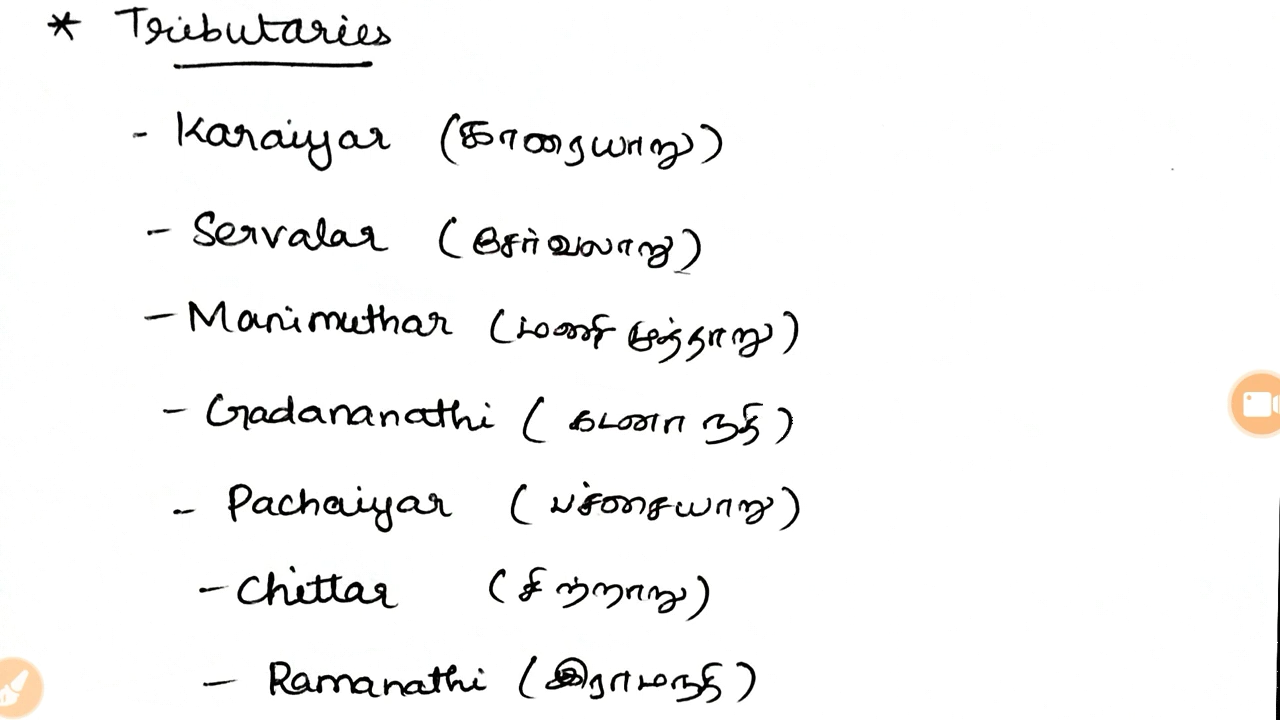 * Tributaries
- Karaiyar (காரையாறு)
- Servalar (சேர்வலாறு)
- Manimuthar (மணிமுத்தாறு)
- Gadananathi (கடனா நதி)
- Pachaiyar (பச்சையாறு)
- Chittar (சிற்றாறு)
- Ramanathi (இராமநதி)